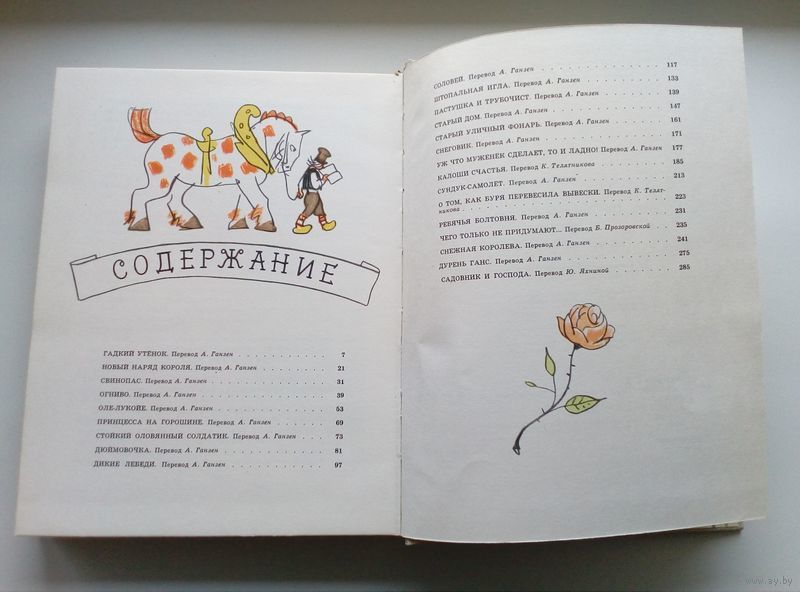 СОДЕРЖАНИЕ
ГАДКИЙ УТЁНОК. Перевод А. Ганзен 7
НОВЫЙ НАРЯД КОРОЛЯ. Перевод А. Ганзен 21
СВИНОПАС. Перевод А. Ганзен 31
ОГНИВО. Перевод А. Ганзен 39
ОЛЕ-ЛУКОЙЕ. Перевод А. Ганзен 53
ПРИНЦЕССА НА ГОРОШИНЕ. Перевод А. Ганзен 69
СТОЙКИЙ ОЛОВЯННЫЙ СОЛДАТИК. Перевод А. Ганзен 73
ДЮЙМОВОЧКА. Перевод А. Ганзен 81
ДИКИЕ ЛЕБЕДИ. Перевод А. Ганзен 97
СОЛОВЕЙ. Перевод А. Ганзен 117
ШТОПАЛЬНАЯ ИГЛА. Перевод А. Ганзен 133
ПАСТУШКА И ТРУБОЧИСТ. Перевод А. Ганзен 139
СТАРЫЙ ДОМ. Перевод А. Ганзен 147
СТАРЫЙ УЛИЧНЫЙ ФОНАРЬ. Перевод А. Ганзен 161
СНЕГОВИК. Перевод А. Ганзен 171
УЖ ЧТО МУЖЕНЕК СДЕЛАЕТ, ТО И ЛАДНО! Перевод А. Ганзен 177
КАЛОШИ СЧАСТЬЯ. Перевод К. Телятникова 185
СУНДУК-САМОЛЕТ. Перевод А. Ганзен 213
О ТОМ, КАК БУРЯ ПЕРЕВЕСИЛА ВЫВЕСКИ. Перевод К. Телят-
никова 223
РЕБЯЧЬЯ БОЛТОВНЯ. Перевод А. Ганзен 231
ЧЕГО ТОЛЬКО НЕ ПРИДУМАЮТ... Перевод Б. Прозоровской 235
СНЕЖНАЯ КОРОЛЕВА. Перевод А. Ганзен 241
ДУРЕНЬ ГАНС. Перевод А. Ганзен 275
САДОВНИК И ГОСПОДА. Перевод Ю. Яхниной 285
www.ay.by